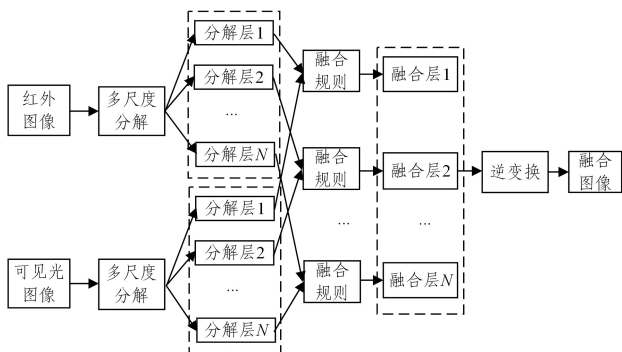 分解层1
分解层2
...
分解层N
红外
图像
多尺度
分解
分解层1
分解层2
...
分解层N
可见光
图像
多尺度
分解
融合
规则
融合
规则
...
融合
规则
融合层1
融合层2
...
融合层N
逆变换
融合
图像